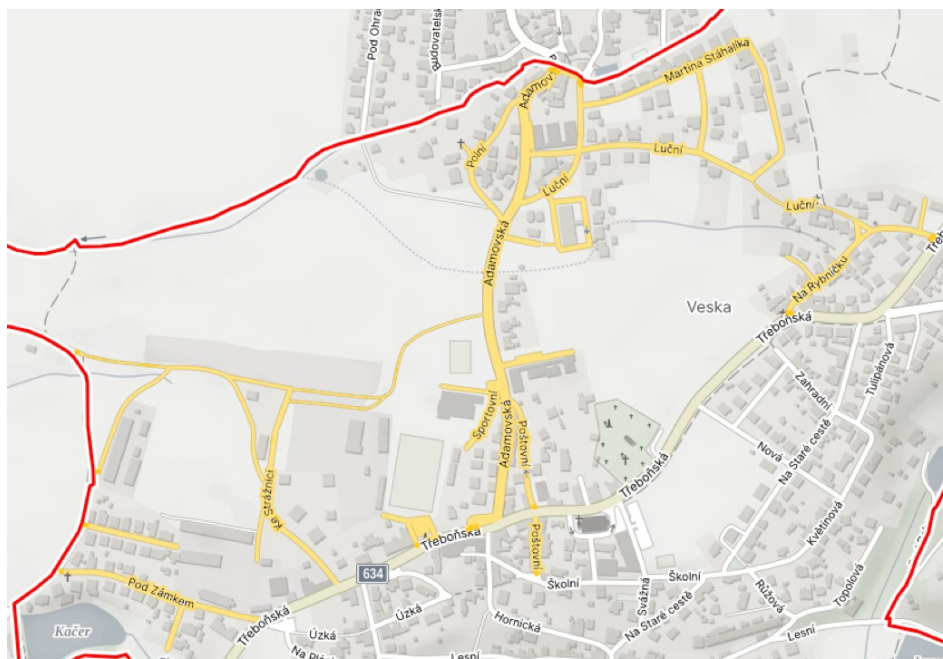 Pod Ohrad
Budovatelsk
Adamov
Martina Stáhalíka
Polní
Luční
Luční
Luční
Adamovská
Na Rybníčku
Třeb
Veska
Třeboňská
Zahradní
Tulipánová
Sportovní
Adamovská
Poštovní
Nová
Na Staré cestě
Třeboňská
Ke Strážnici
Květinová
Třeboňská
Poštovní
634
Školní
Školní
Svážná
Růžová
Topolová
Pod Zámkem
Třeboňská
Úzká
Úzká
Hornická
Na Staré cestě
Lesní
Lesní
Kačer